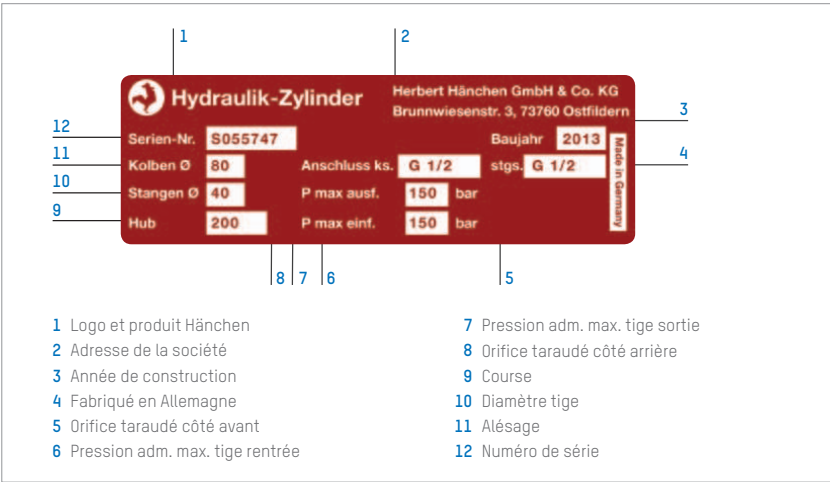 1
2
Hydraulik-Zylinder
Herbert Hänchen GmbH & Co. KG
Brunnwiesenstr. 3, 73760 Ostfildern
3
12
Serien-Nr. S055747 Baujahr 2013
Made in Germany
11
Kolben Ø 80 Anschluss ks. G 1/2 stgs. G 1/2
4
10
Stangen Ø 40 P max ausf. 150 bar
9
Hub 200 P max einf. 150 bar
8 7 6 5
1 Logo et produit Hänchen
2 Adresse de la société
3 Année de construction
4 Fabriqué en Allemagne
5 Orifice taraudé côté avant
6 Pression adm. max. tige rentrée
7 Pression adm. max. tige sortie
8 Orifice taraudé côté arrière
9 Course
10 Diamètre tige
11 Alésage
12 Numéro de série